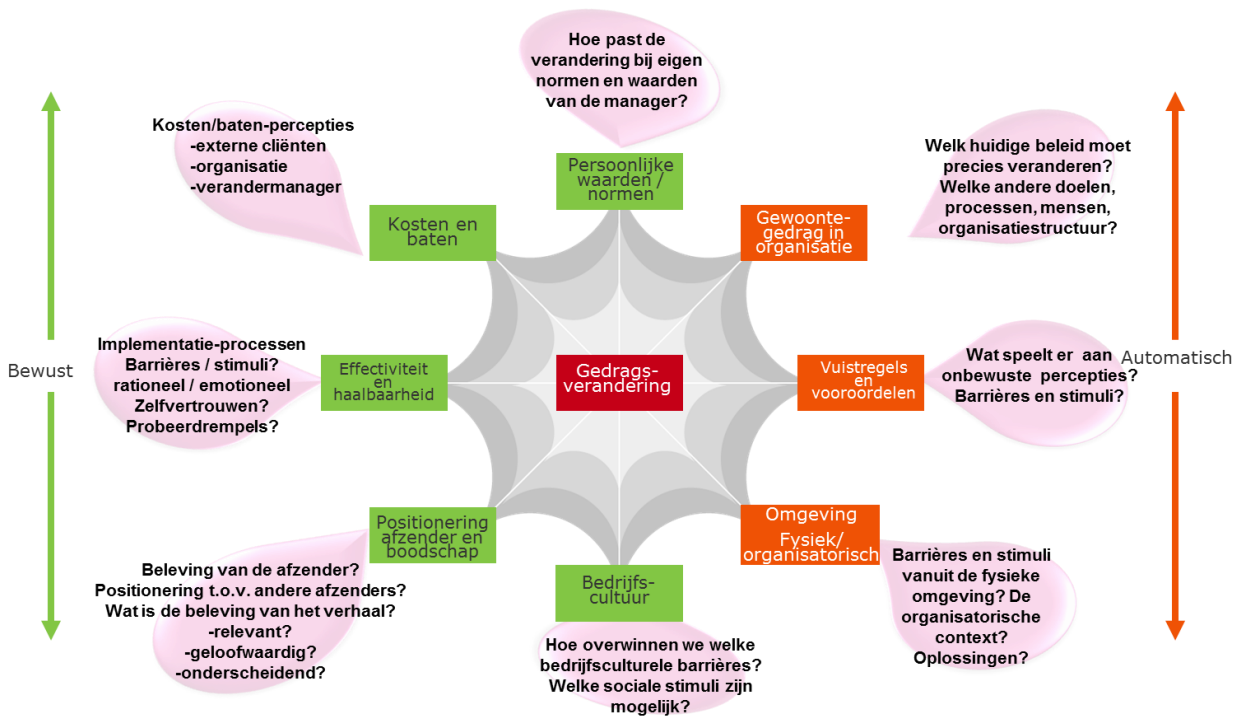 Hoe past de
verandering bij eigen
normen en waarden
van de manager?
Kosten/baten-percepties
-externe cliënten
-organisatie
-verandermanager
Persoonlijke
waarden /
normen
Welk huidige beleid moet
precies veranderen?
Welke andere doelen,
processen, mensen,
organisatiestructuur?
Kosten en
baten
Gewoonte-
gedrag in
organisatie
Bewust
Implementatie-processen
Barrières / stimuli?
rationeel / emotioneel
Zelfvertrouwen?
Probeerdrempels?
Effectiviteit
en
haalbaarheid
Gedrags-
verandering
Vuistregels
en
vooroordelen
Wat speelt er aan
onbewuste percepties?
Barrières en stimuli?
Automatisch
Positionering
afzender en
boodschap
Omgeving
Fysiek/
organisatorisch
Beleving van de afzender?
Positionering t.o.v. andere afzenders?
Wat is de beleving van het verhaal?
-relevant?
-geloofwaardig?
-onderscheidend?
Bedrijfs-
cultuur
Hoe overwinnen we welke
bedrijfsculturele barrières?
Welke sociale stimuli zijn
mogelijk?
Barrières en stimuli
vanuit de fysieke
omgeving? De
organisatorische
context?
Oplossingen?